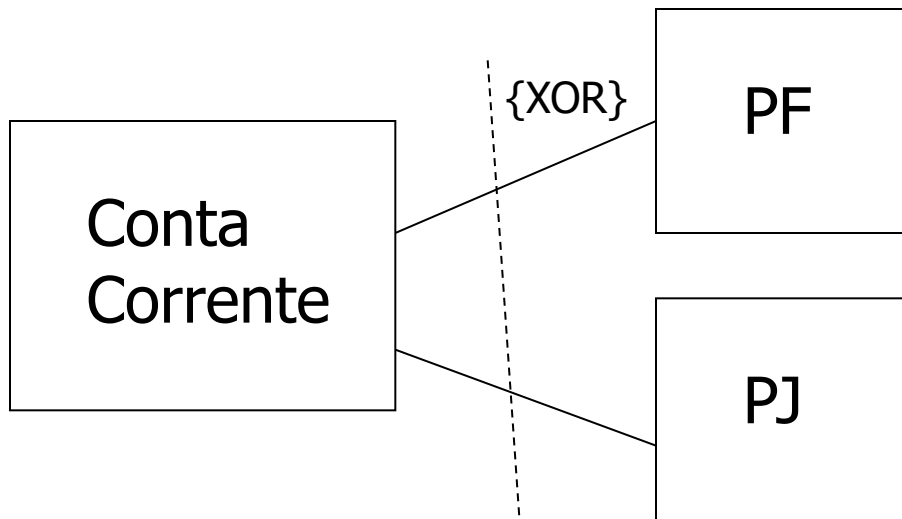 {XOR}
PF
Conta
Corrente
PJ